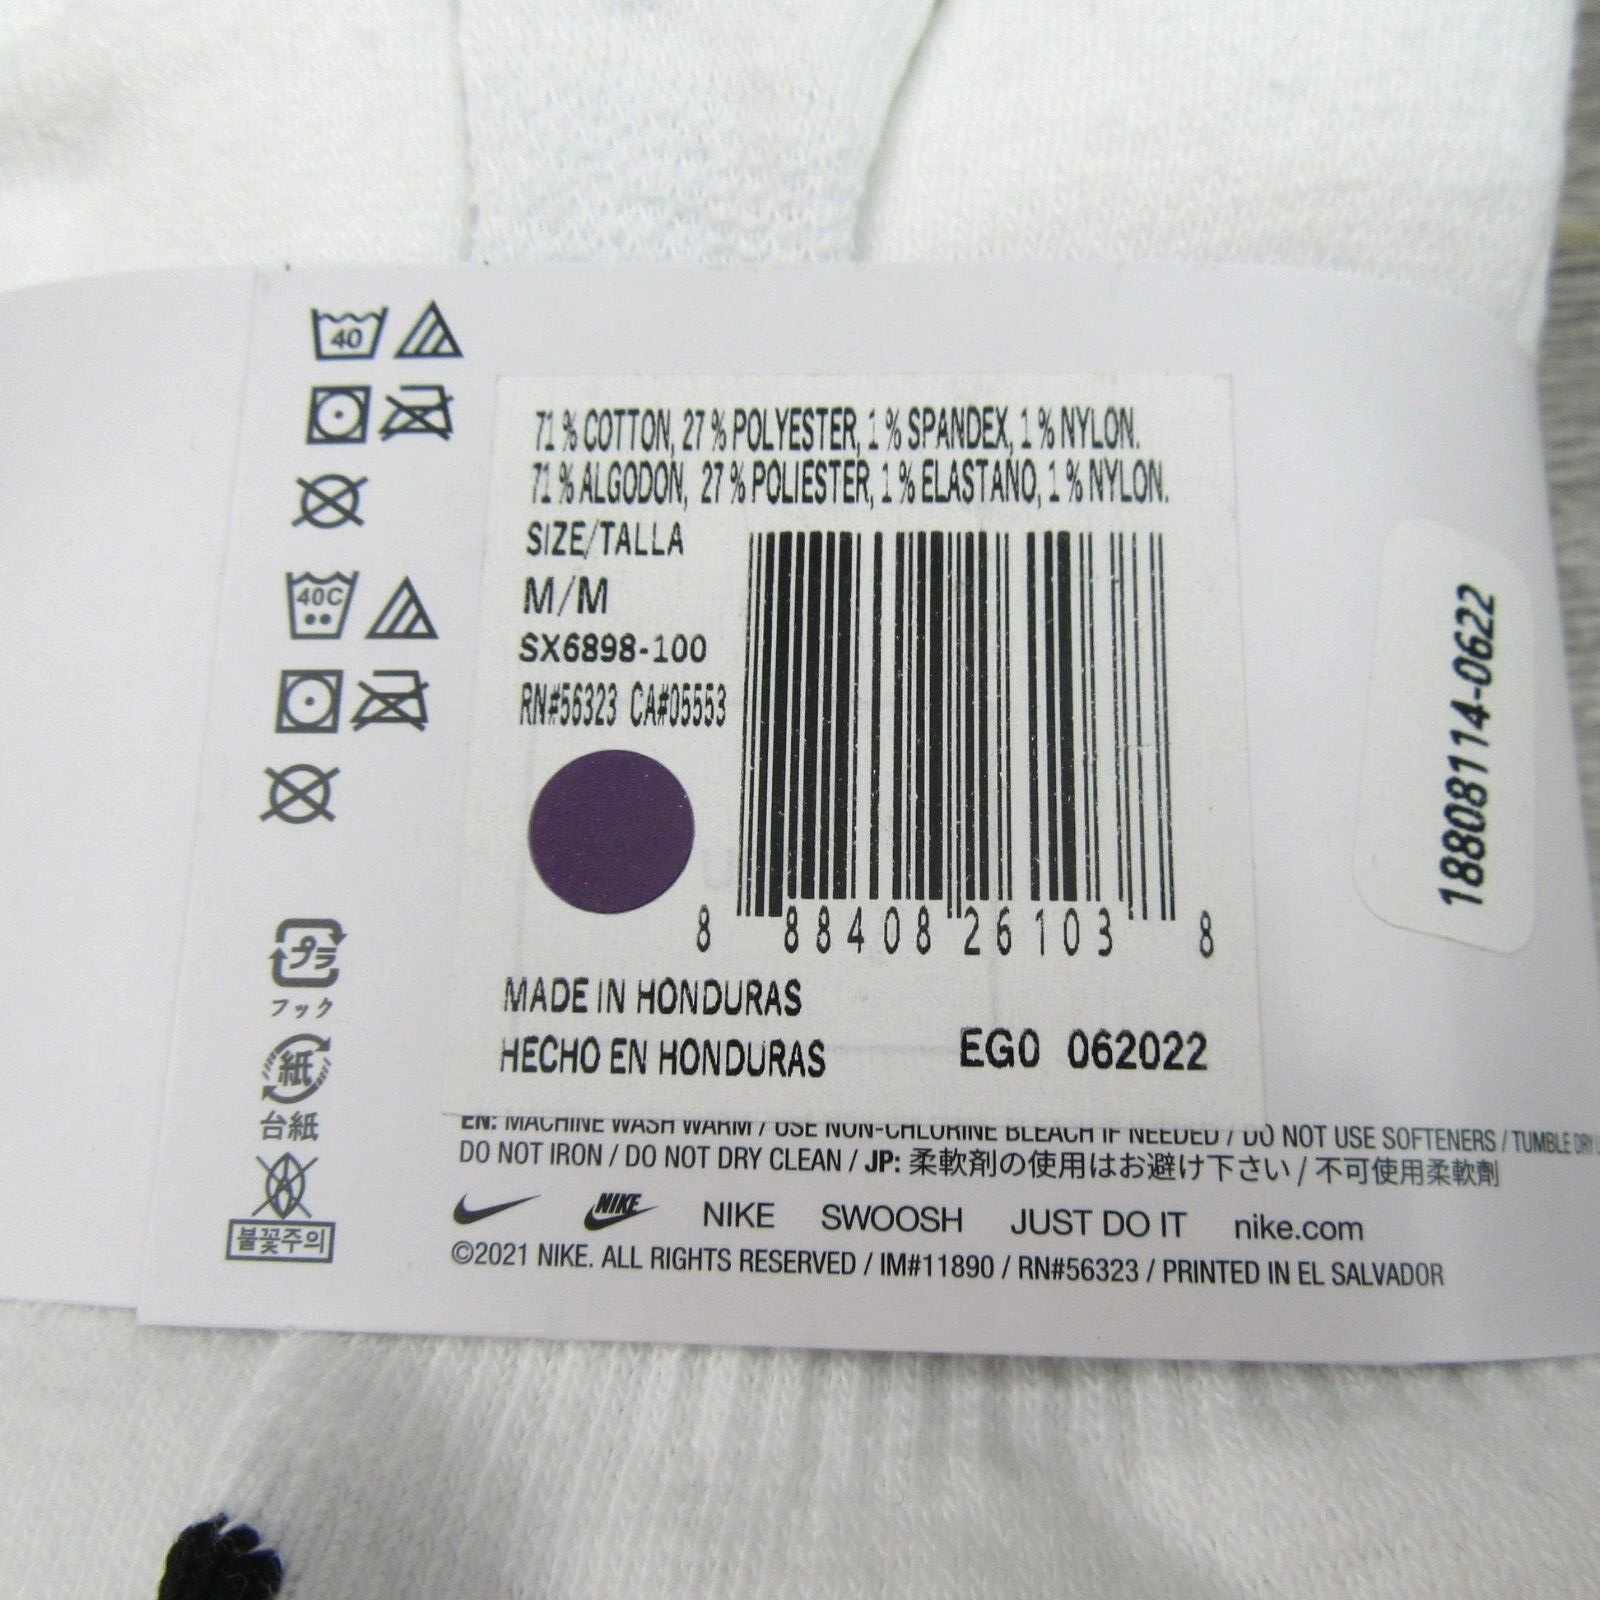 40
40C
プラ
フック
紙
台紙
불꽃주의
71 % COTTON, 27 % POLYESTER, 1 % SPANDEX, 1 % NYLON.
71 % ALGODON, 27 % POLIESTER, 1 % ELASTANO, 1 % NYLON.
SIZE/TALLA
M/M
SX6898-100
RN#56323 CA#05553
8 88408 26103 8
MADE IN HONDURAS
HECHO EN HONDURAS
EGO 062022
18808114-0622
EN: MACHINE WASH WARM / USE NON-CHLORINE BLEACH IF NEEDED / DO NOT USE SOFTENERS / TUMBLE DRY
DO NOT IRON / DO NOT DRY CLEAN / JP: 柔軟剤の使用はお避け下さい / 不可使用柔軟劑
NIKE NIKE SWOOSH JUST DO IT nike.com
©2021 NIKE. ALL RIGHTS RESERVED / IM#11890 / RN#56323 / PRINTED IN EL SALVADOR